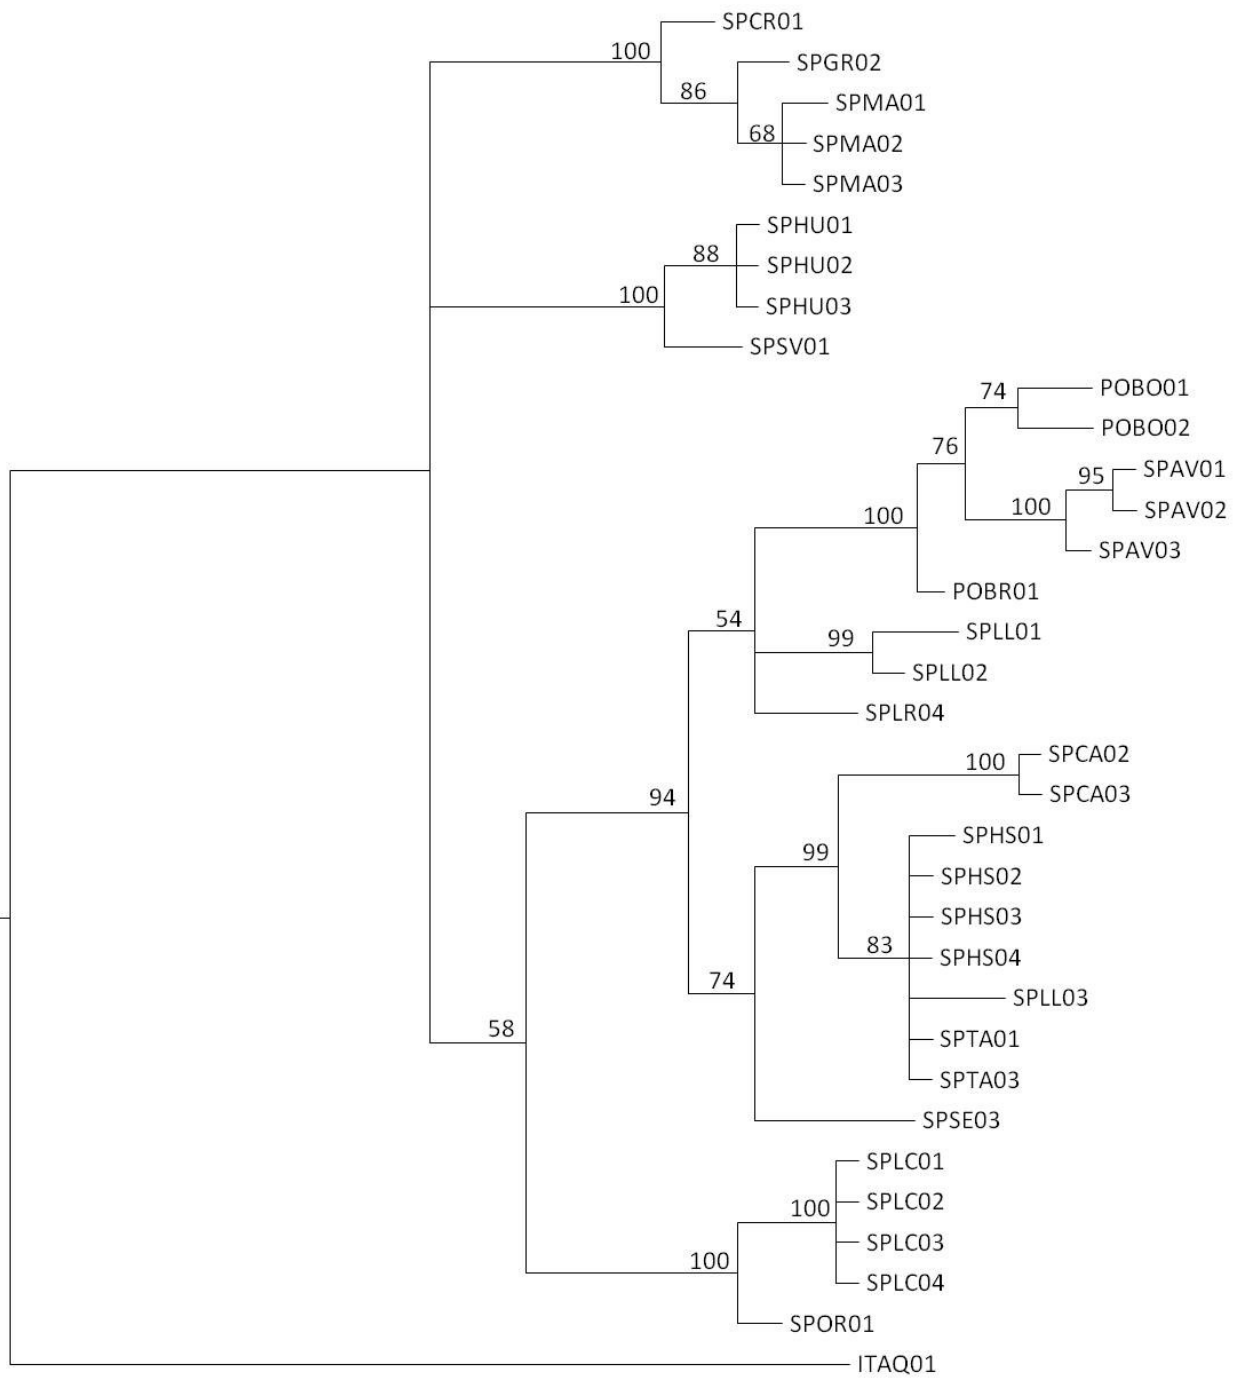 SPCR01
100
SPGR02
86
SPMA01
68
SPMA02
SPMA03
SPHU01
88
SPHU02
100
SPHU03
SPSV01
74
POBO01
POBO02
76
95
SPAV01
100
SPAV02
100
SPAV03
POBR01
54
99
SPLL01
SPLL02
SPLR04
100
SPCA02
94
SPCA03
99
SPHS01
SPHS02
SPHS03
83
SPHS04
74
SPLL03
58
SPTA01
SPTA03
SPSE03
SPLC01
100
SPLC02
SPLC03
100
SPLC04
SPOR01
ITAQ01